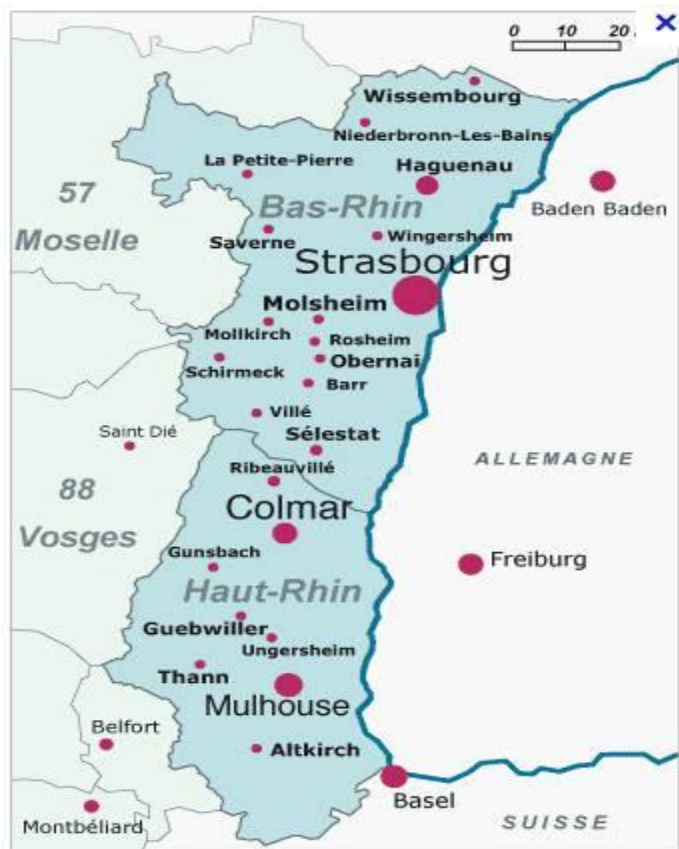 0 10 20
×
Wissembourg
Niederbronn-Les-Bains
La Petite-Pierre
Haguenau
57
Moselle
Baden Baden
Bas-Rhin
Saverne
Wingersheim
Strasbourg
Molsheim
Mollkirch
Rosheim
Obernai
Schirmeck
Barr
Villé
Saint Dié
Sélestat
ALLEMAGNE
Ribeauvillé
88
Vosges
Colmar
Gunsbach
Freiburg
Haut-Rhin
Guebwiller
Ungersheim
Thann
Mulhouse
Belfort
Altkirch
Basel
Montbéliard
SUISSE